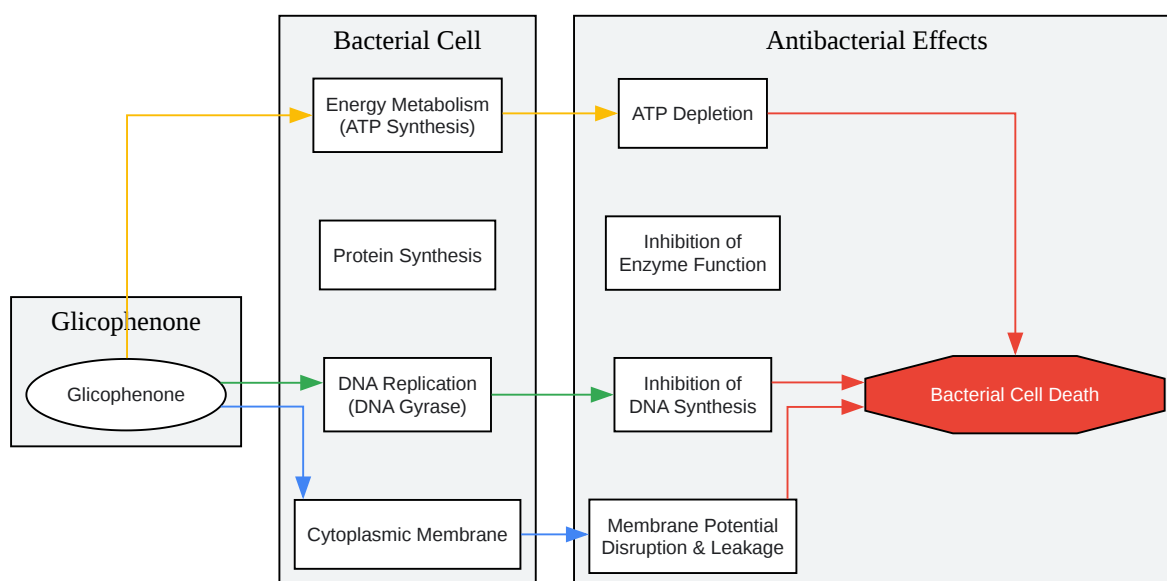 Bacterial Cell
Antibacterial Effects
Energy Metabolism
(ATP Synthesis)
ATP Depletion
Protein Synthesis
Inhibition of
Enzyme Function
Glicophenone
Glicophenone
DNA Replication
(DNA Gyrase)
Inhibition of
DNA Synthesis
Bacterial Cell Death
Cytoplasmic Membrane
Membrane Potential
Disruption & Leakage